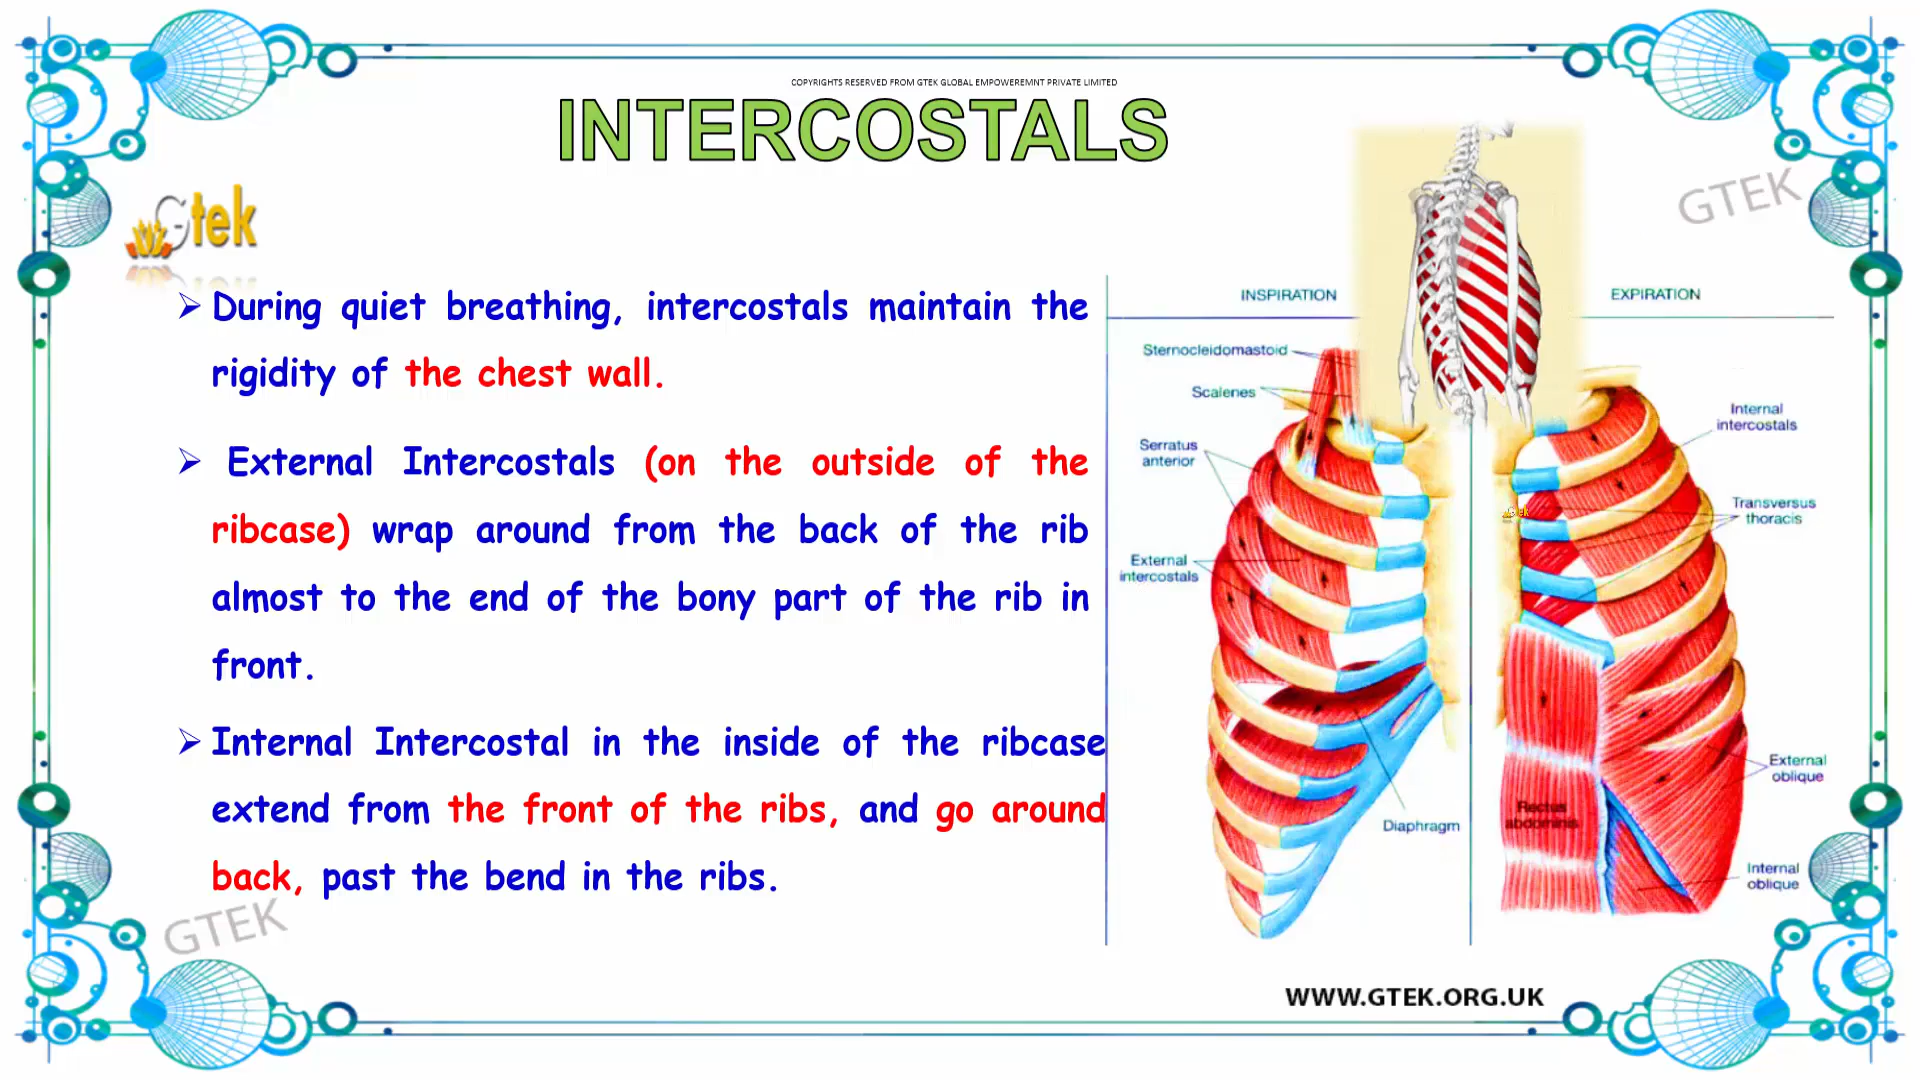 COPYRIGHTS RESERVED FROM GTEK GLOBAL EMPOWEREMNT PRIVATE LIMITED
INTERCOSTALS
Gtek
GTEK
During quiet breathing, intercostals maintain the
rigidity of the chest wall.
External Intercostals (on the outside of the
ribcase) wrap around from the back of the rib
almost to the end of the bony part of the rib in
front.
Internal Intercostal in the inside of the ribcase
extend from the front of the ribs, and go around
back, past the bend in the ribs.
GTEK
INSPIRATION
EXPIRATION
Sternocleidomastoid
Scalenes
Serratus
anterior
External
intercostals
Diaphragm
Internal
intercostals
Transversus
thoracis
External
oblique
Rectus
abdominis
Internal
oblique
WWW.GTEK.ORG.UK